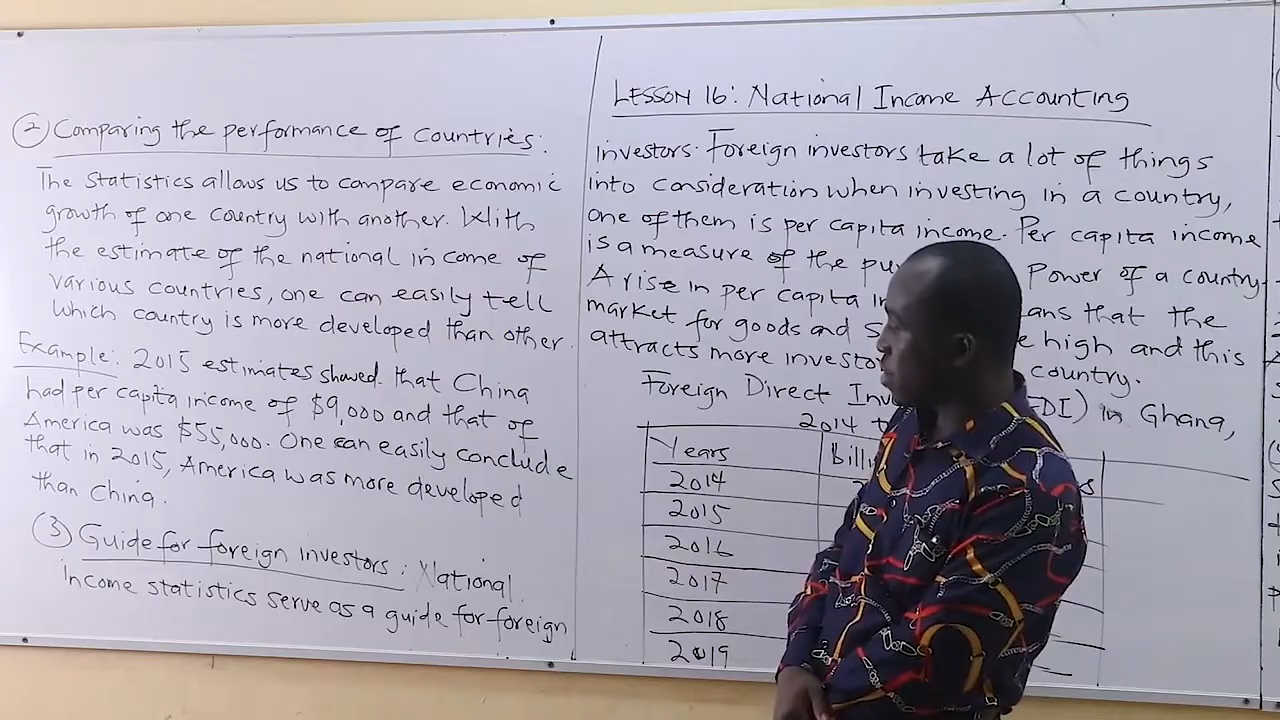 ② Comparing the performance of countries:
The statistics allows us to compare economic
growth of one country with another. With
the estimate of the national income of
various countries, one can easily tell
which country is more developed than other.
Example: 2015 estimates showed that China
had per capita income of $9,000 and that of
America was $55,000. One can easily conclude
that in 2015, America was more developed
than China.
③ Guide for foreign investors: National
income statistics serve as a guide for foreign
LESSON 16: National Income Accounting
investors. Foreign investors take a lot of things
into consideration when investing in a country,
one of them is per capita income. Per capita income
is a measure of the Power of a country.
A rise in per capita that the
market for goods and high and this
attracts more country.
Foreign Direct in Ghana,
2014
Years
2014
2015
2016
2017
2018
2019